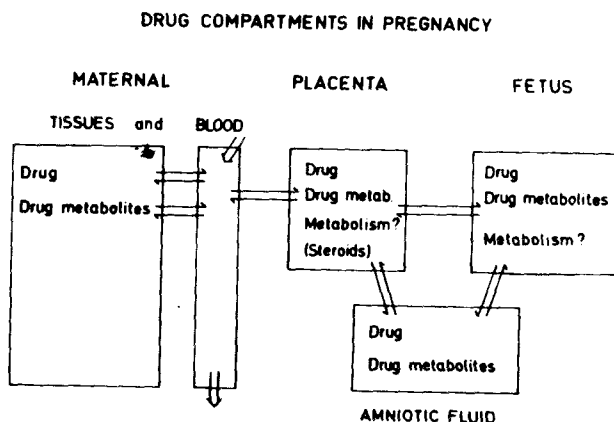 DRUG COMPARTMENTS IN PREGNANCY
MATERNAL
PLACENTA
FETUS
TISSUES and BLOOD
Drug
Drug metabolites
Drug
Drug metab.
Metabolism?
(Steroids)
Drug
Drug metabolites
Metabolism?
Drug
Drug metabolites
AMNIOTIC FLUID